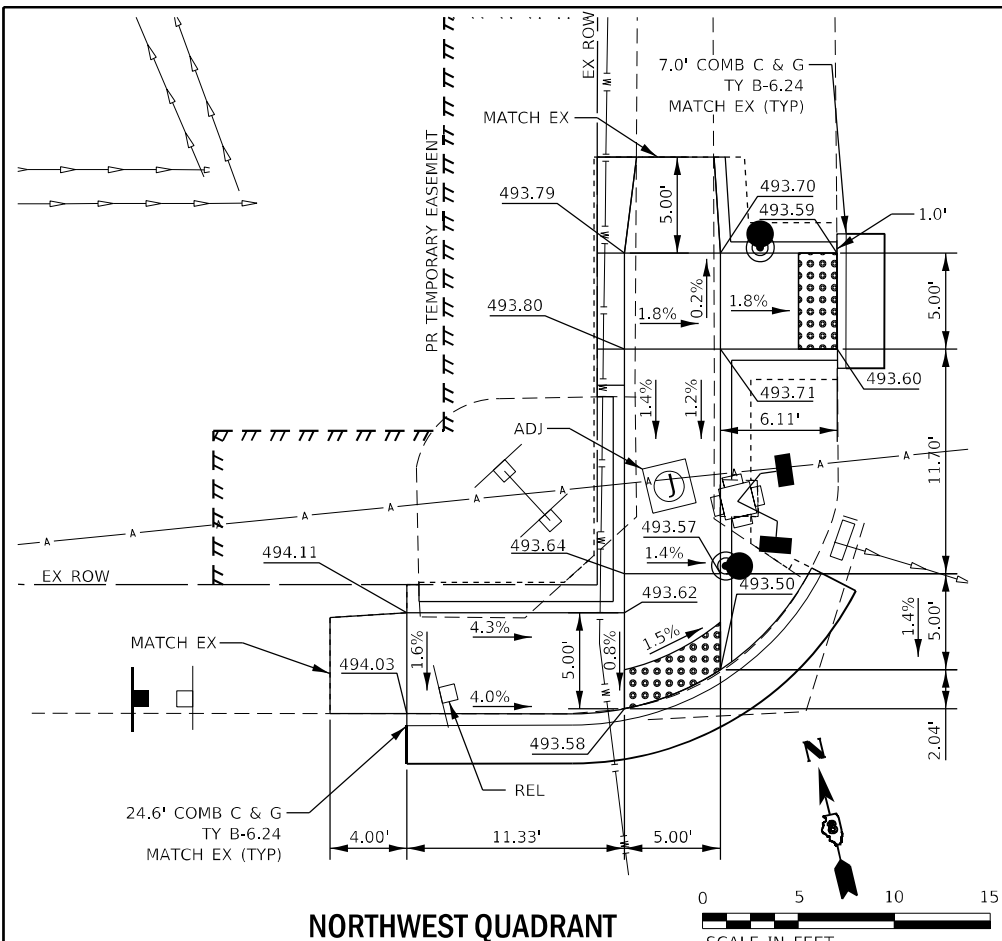 EX ROW
7.0' COMB C & G
TY B-6.24
MATCH EX (TYP)
MATCH EX
PR TEMPORARY EASEMENT
W
493.79
5.00'
493.70
493.59
1.0'
1.8%
0.2%
1.8%
5.00'
493.80
W
493.60
493.71
1.4%
1.2%
6.11'
11.70'
ADJ
J
A
A
A
A
A
A
A
A
W
493.57
494.11
493.64
1.4%
EX ROW
493.62
493.50
MATCH EX
4.3%
1.6%
5.00'
0.8%
1.5%
1.4%
5.00'
494.03
4.0%
W
493.58
2.04'
REL
24.6' COMB C & G
TY B-6.24
MATCH EX (TYP)
4.00'
11.33'
5.00'
W
N
NORTHWEST QUADRANT
0 5 10 15
SCALE IN FEET